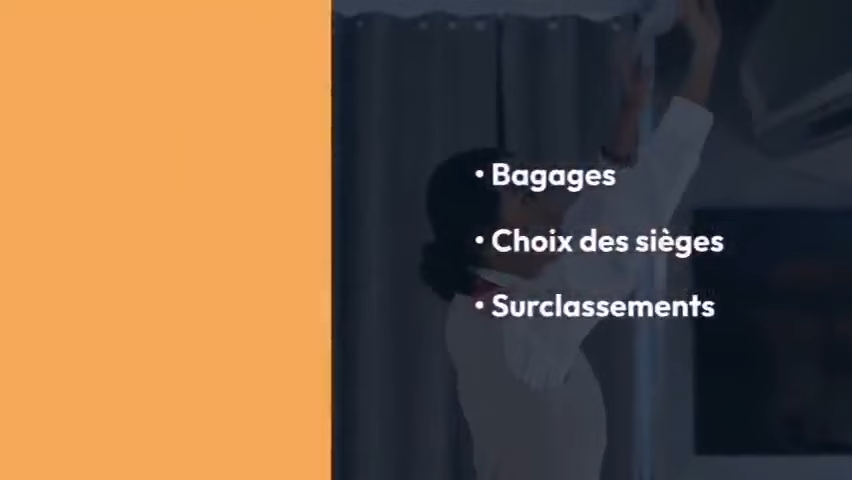 • Bagages
• Choix des sièges
• Surclassements